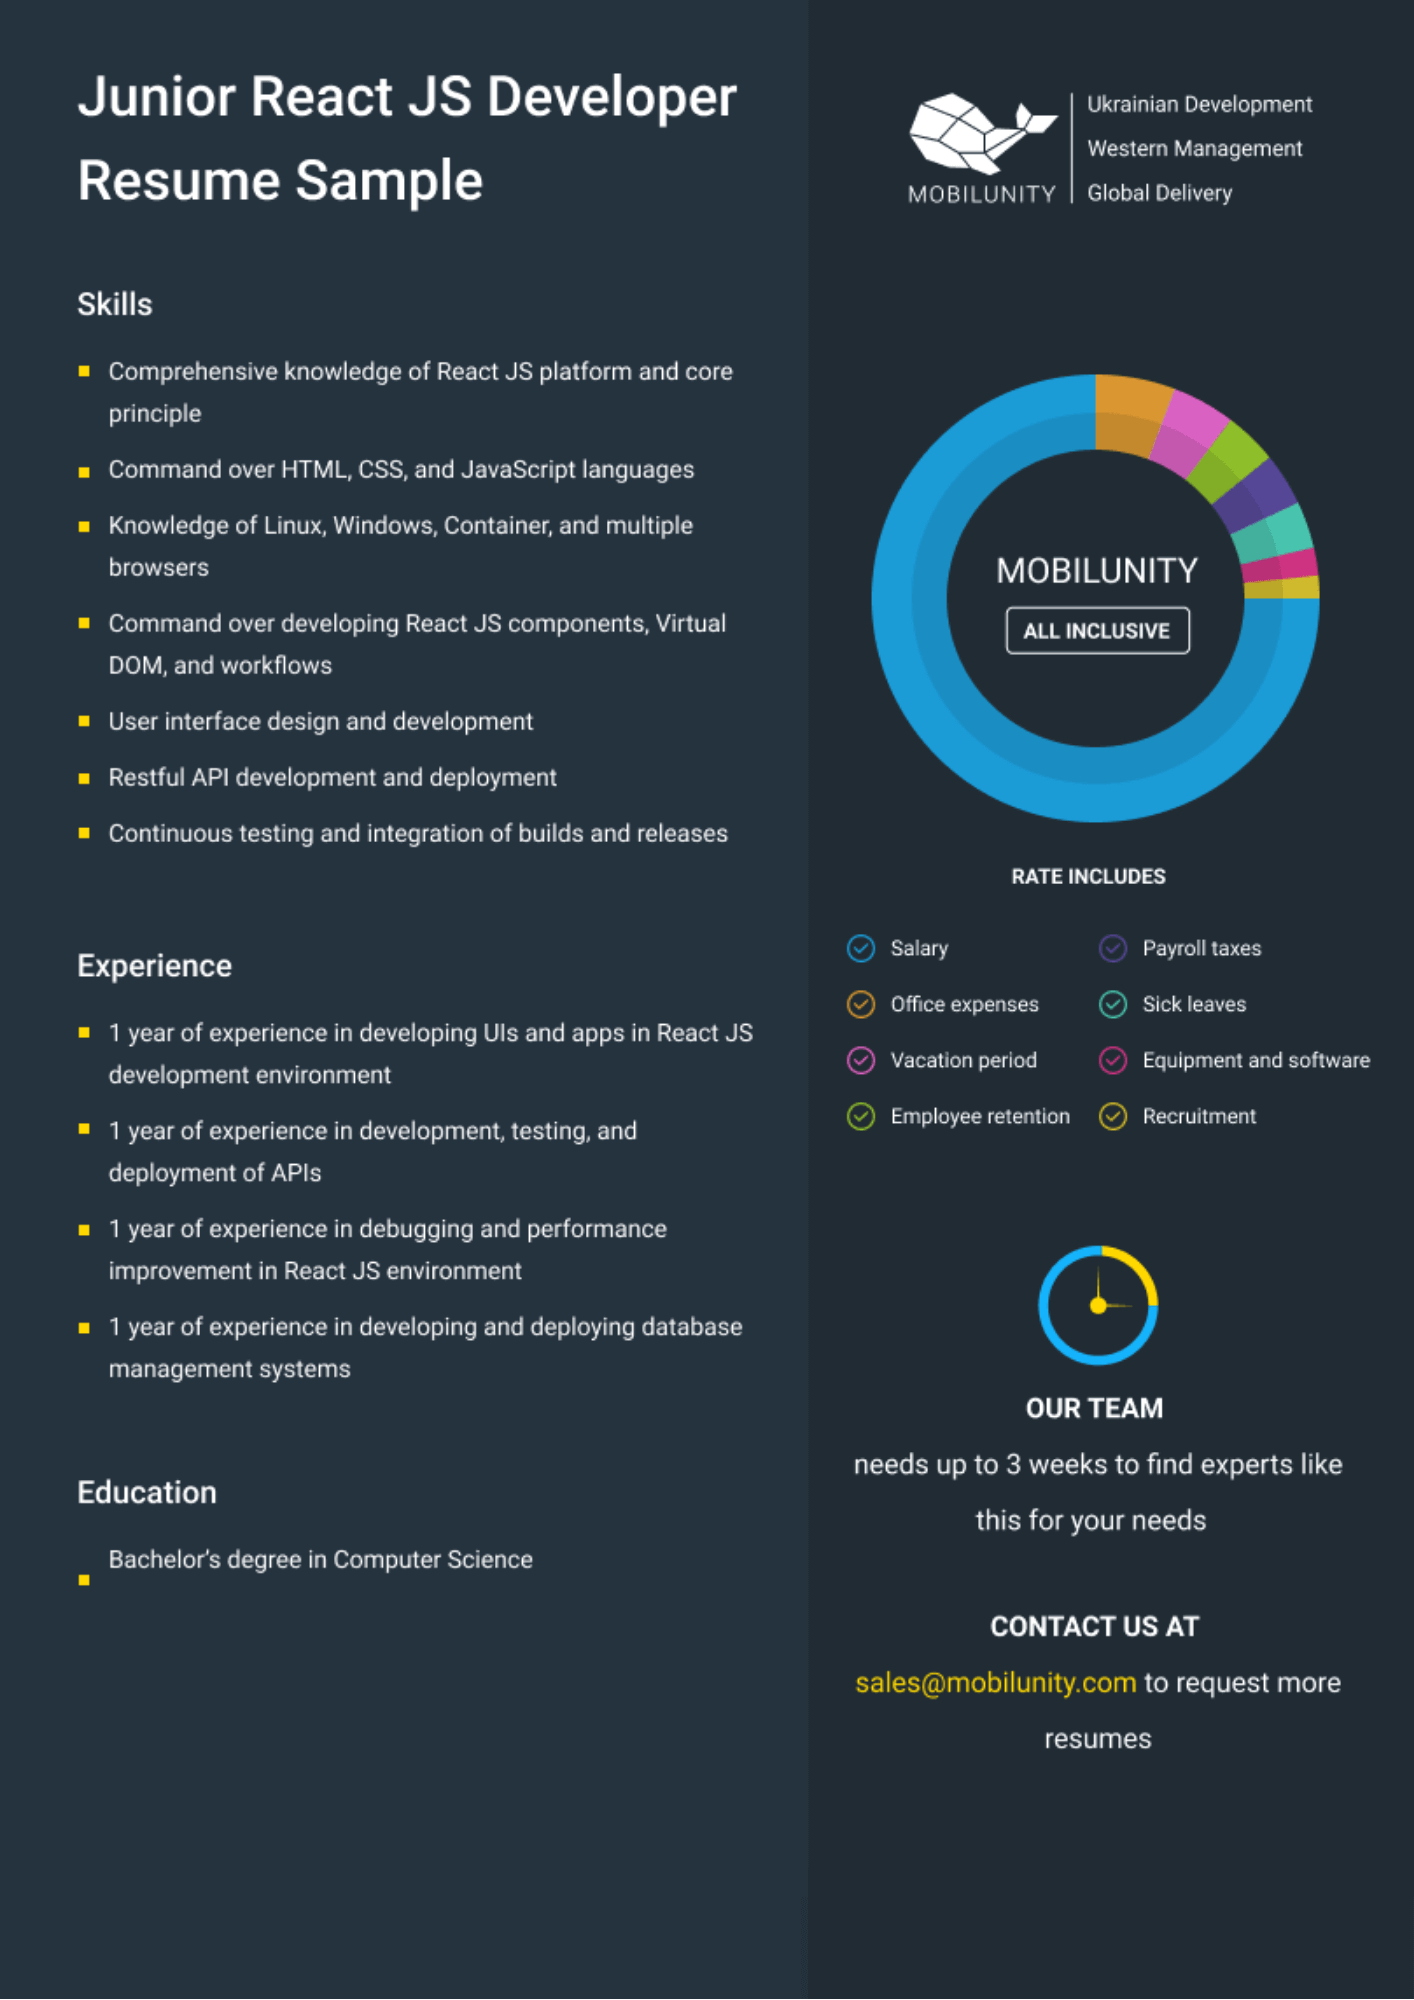 Junior React JS Developer
Resume Sample
Skills
Comprehensive knowledge of React JS platform and core
principle
Command over HTML, CSS, and JavaScript languages
Knowledge of Linux, Windows, Container, and multiple
browsers
Command over developing React JS components, Virtual
DOM, and workflows
User interface design and development
Restful API development and deployment
Continuous testing and integration of builds and releases
Experience
1 year of experience in developing UIs and apps in React JS
development environment
1 year of experience in development, testing, and
deployment of APIs
1 year of experience in debugging and performance
improvement in React JS environment
1 year of experience in developing and deploying database
management systems
Education
Bachelor's degree in Computer Science
MOBILUNITY
Ukrainian Development
Western Management
Global Delivery
MOBILUNITY
ALL INCLUSIVE
RATE INCLUDES
Salary
Office expenses
Vacation period
Employee retention
Payroll taxes
Sick leaves
Equipment and software
Recruitment
OUR TEAM
needs up to 3 weeks to find experts like
this for your needs
CONTACT US AT
sales@mobilunity.com to request more
resumes